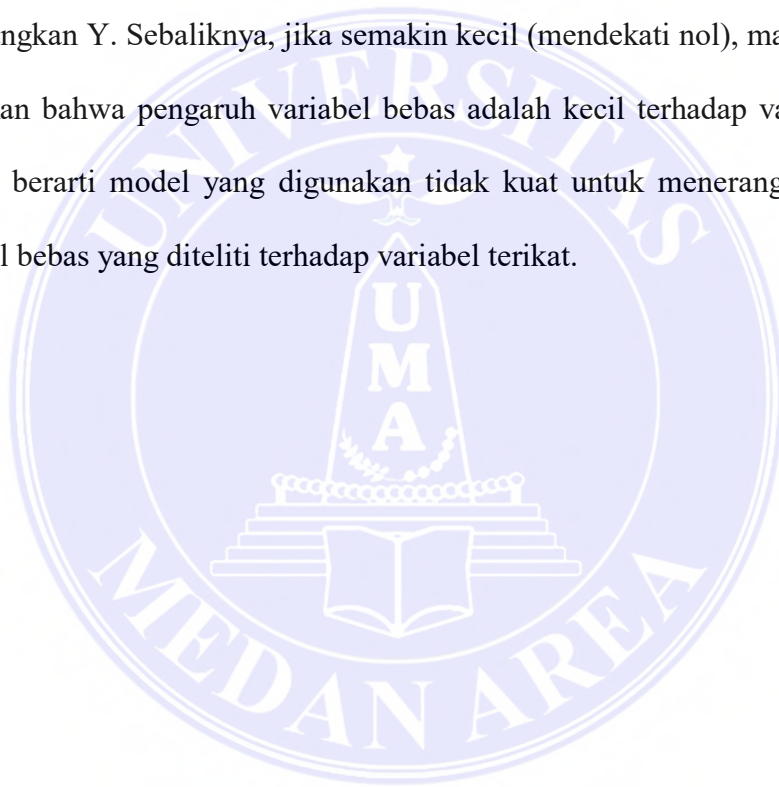 ngkan Y. Sebaliknya, jika semakin kecil (mendekati nol), ma
an bahwa pengaruh variabel bebas adalah kecil terhadap va
berarti model yang digunakan tidak kuat untuk menerang
l bebas yang diteliti terhadap variabel terikat.
UNIVERSITAS
U
M
A
MEDAN AREA